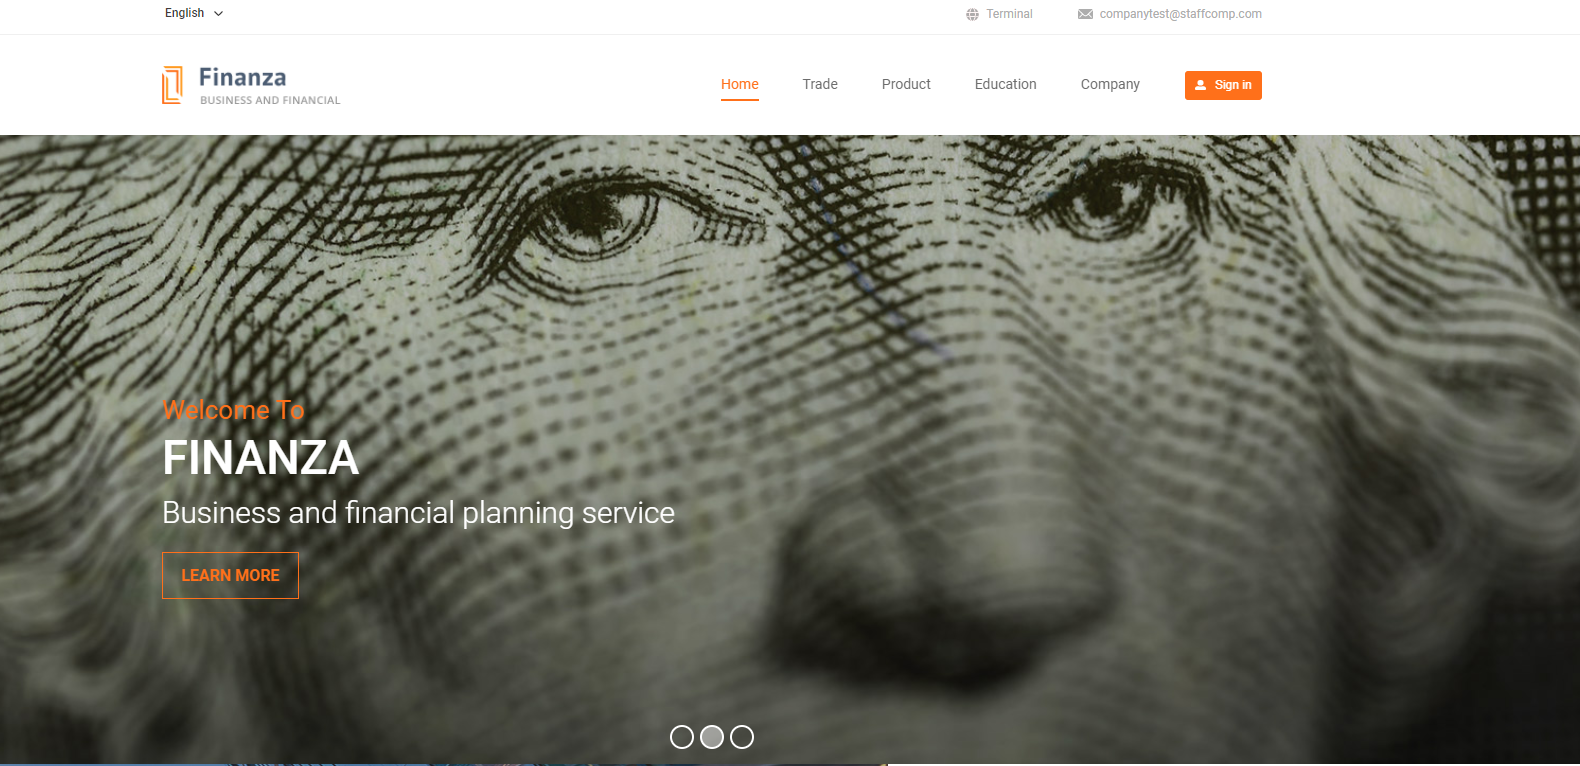 English
Terminal
companytest@staffcomp.com
Finanza
BUSINESS AND FINANCIAL
Home
Trade
Product
Education
Company
Sign in
Welcome To
FINANZA
Business and financial planning service
LEARN MORE